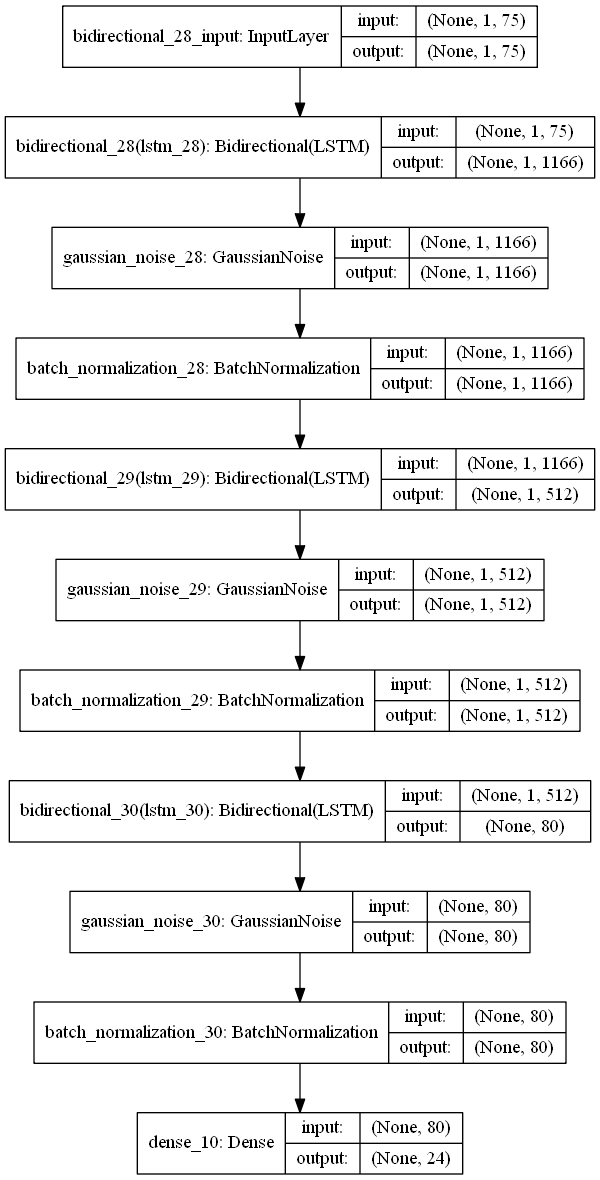 bidirectional_28_input: InputLayer
input: (None, 1, 75)
output: (None, 1, 75)
bidirectional_28(lstm_28): Bidirectional(LSTM)
input: (None, 1, 75)
output: (None, 1, 1166)
gaussian_noise_28: GaussianNoise
input: (None, 1, 1166)
output: (None, 1, 1166)
batch_normalization_28: BatchNormalization
input: (None, 1, 1166)
output: (None, 1, 1166)
bidirectional_29(lstm_29): Bidirectional(LSTM)
input: (None, 1, 1166)
output: (None, 1, 512)
gaussian_noise_29: GaussianNoise
input: (None, 1, 512)
output: (None, 1, 512)
batch_normalization_29: BatchNormalization
input: (None, 1, 512)
output: (None, 1, 512)
bidirectional_30(lstm_30): Bidirectional(LSTM)
input: (None, 1, 512)
output: (None, 80)
gaussian_noise_30: GaussianNoise
input: (None, 80)
output: (None, 80)
batch_normalization_30: BatchNormalization
input: (None, 80)
output: (None, 80)
dense_10: Dense
input: (None, 80)
output: (None, 24)